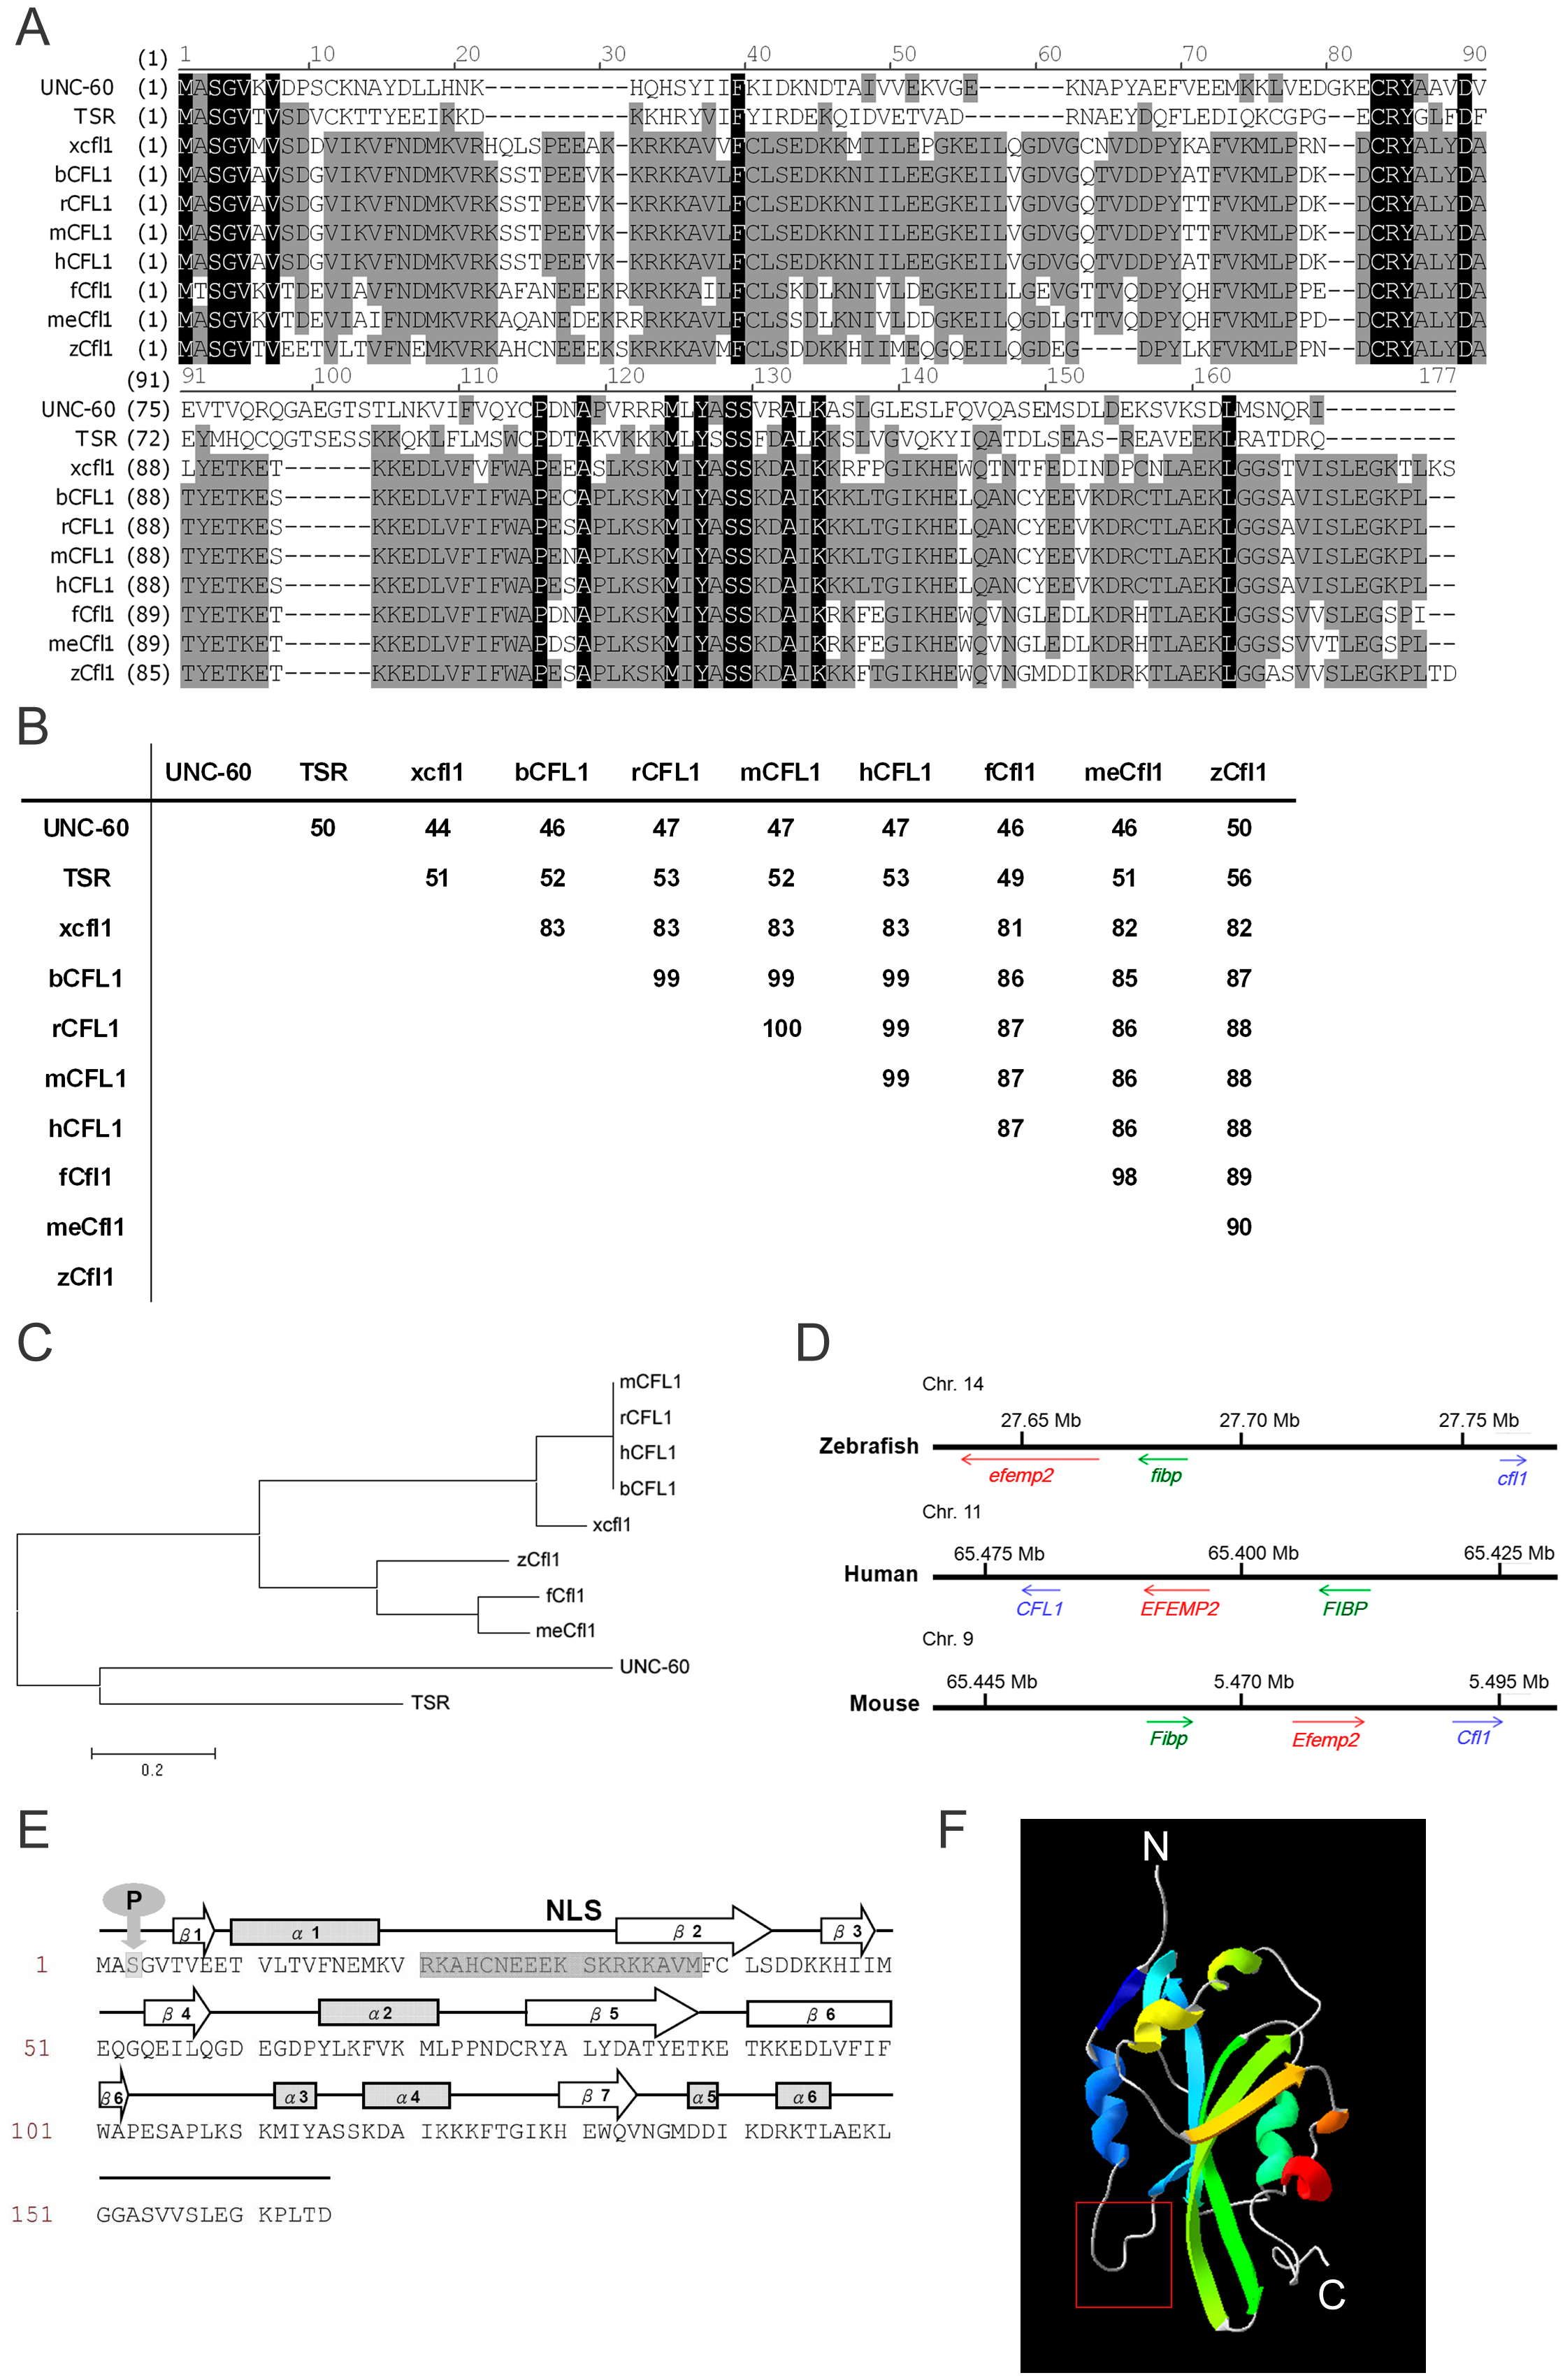 A
(1) 1 10 20 30 40 50 60 70 80 90
UNC-60 (1) MASGVKVDPSCKNAYDLLHNK----------HQHSYIIFKIDKNDTAIVVEKVGE------KNAPYAEFVEEMKKLVEDGKECRYAAVDV
TSR (1) MASGVTVSDVCKTTYEEIKKD----------KKHRYVIFYIRDEKQIDVETVAD-------RNAEYDQFLEDIQKCGPG-ECRYGLFDF
xcfl1 (1) MASGVMVSDDVIKVFNDMKVRHQLSPEEAK-KRKKAVVFCLSEDKKMIILEPGKEILQGDVGCNVDDPYKAFVKMLPRN--DCRYALYDA
bCFL1 (1) MASGVAVSDGVIKVFNDMKVRKSSTPEEVK-KRKKAVLFCLSEDKKNIILEEGKEILVGDVGQTVDDPYATFVKMLPDK--DCRYALYDA
rCFL1 (1) MASGVAVSDGVIKVFNDMKVRKSSTPEEVK-KRKKAVLFCLSEDKKNIILEEGKEILVGDVGQTVDDPYTTFVKMLPDK--DCRYALYDA
mCFL1 (1) MASGVAVSDGVIKVFNDMKVRKSSTPEEVK-KRKKAVLFCLSEDKKNIILEEGKEILVGDVGQTVDDPYTTFVKMLPDK--DCRYALYDA
hCFL1 (1) MASGVAVSDGVIKVFNDMKVRKSSTPEEVK-KRKKAVLFCLSEDKKNIILEEGKEILVGDVGQTVDDPYATFVKMLPDK--DCRYALYDA
fCfl1 (1) MTSGVKVTDEVIAVFNDMKVRKAFANEEEKRKRKKAILFCLSKDLKNIVLDEGKEILLGEVGTTVQDPYQHFVKMLPPE--DCRYALYDA
meCfl1 (1) MASGVKVTDEVIAIFNDMKVRKAQANEDEKRRRKKAVLFCLSSDLKNIVLDDGKEILQGDLGTTVQDPYQHFVKMLPPD--DCRYALYDA
zCfl1 (1) MASGVTVEETVLTVFNEMKVRKAHCNEEEKSKRKKAVMFCLSDDKKHIIMEQGQEILQGDEG----DPYLKFVKMLPPN--DCRYALYDA
(91) 91 100 110 120 130 140 150 160 177
UNC-60 (75) EVTVQRQGAEGTSTLNKVIFVQYCPDNAPVRRRMLYASSVRALKASLGLESLFQVQASEMSDLDEKSVKSDLMSNQRI---------
TSR (72) EYMHQCQGTSESSKKQKLFLMSWCPDTAKVKKKMLYSSSFDALKKSLVGVQKYIQATDLSEAS-REAVEEKLRATDRQ---------
xcfl1 (88) LYETKET------KKEDLVFVFWAPEEASLKSKMIYASSKDAIKKRFPGIKHEWQTNTFEDINDPCNLAEKLGGSTVISLEGKTLKS
bCFL1 (88) TYETKES------KKEDLVFIFWAPECAPLKSKMIYASSKDAIKKKLTGIKHELQANCYEEVKDRCTLAEKLGGSAVISLEGKPL--
rCFL1 (88) TYETKES------KKEDLVFIFWAPESAPLKSKMIYASSKDAIKKKLTGIKHELQANCYEEVKDRCTLAEKLGGSAVISLEGKPL--
mCFL1 (88) TYETKES------KKEDLVFIFWAPENAPLKSKMIYASSKDAIKKKLTGIKHELQANCYEEVKDRCTLAEKLGGSAVISLEGKPL--
hCFL1 (88) TYETKES------KKEDLVFIFWAPESAPLKSKMIYASSKDAIKKKLTGIKHELQANCYEEVKDRCTLAEKLGGSAVISLEGKPL--
fCfl1 (89) TYETKET------KKEDLVFIFWAPDNAPLKSKMIYASSKDAIKRKFEGIKHEWQVNGLEDLKDRHTLAEKLGGSSVVSLEGSPI--
meCfl1 (89) TYETKET------KKEDLVFIFWAPDSAPLKSKMIYASSKDAIKRKFEGIKHEWQVNGLEDLKDRHTLAEKLGGSSVVTLEGSPL--
zCfl1 (85) TYETKET------KKEDLVFIFWAPESAPLKSKMIYASSKDAIKKKFTGIKHEWQVNGMDDIKDRKTLAEKLGGASVVSLEGKPLTD
B
UNC-60 TSR xcfl1 bCFL1 rCFL1 mCFL1 hCFL1 fCfl1 meCfl1 zCfl1
UNC-60 50 44 46 47 47 47 46 46 50
TSR 51 52 53 52 53 49 51 56
xcfl1 83 83 83 83 81 82 82
bCFL1 99 99 99 86 85 87
rCFL1 100 99 87 86 88
mCFL1 99 87 86 88
hCFL1 87 86 88
fCfl1 98 89
meCfl1 90
zCfl1
C
mCFL1
rCFL1
hCFL1
bCFL1
xcfl1
zCfl1
fCfl1
meCfl1
UNC-60
TSR
0.2
D
Chr. 14
27.65 Mb 27.70 Mb 27.75 Mb
Zebrafish
efemp2 fibp cfl1
Chr. 11
65.475 Mb 65.400 Mb 65.425 Mb
Human
CFL1 EFEMP2 FIBP
Chr. 9
65.445 Mb 5.470 Mb 5.495 Mb
Mouse
Fibp Efemp2 Cfl1
E
P
NLS
β1 α 1 β 2 β 3
1 MASGVTVEET VLTVFNEMKV RKAHCNEEEK SKRKKAVMFC LSDDKKHIIM
β 4 α2 β 5 β 6
51 EQGQEILQGD EGDPYLKFVK MLPPNDCRYA LYDATYETKE TKKEDLVFIF
β6 α3 α4 β 7 α5 α6
101 WAPESAPLKS KMIYASSKDA IKKKFTGIKH EWQVNGMDDI KDRKTLAEKL
151 GGASVVSLEG KPLTD
F
N
C